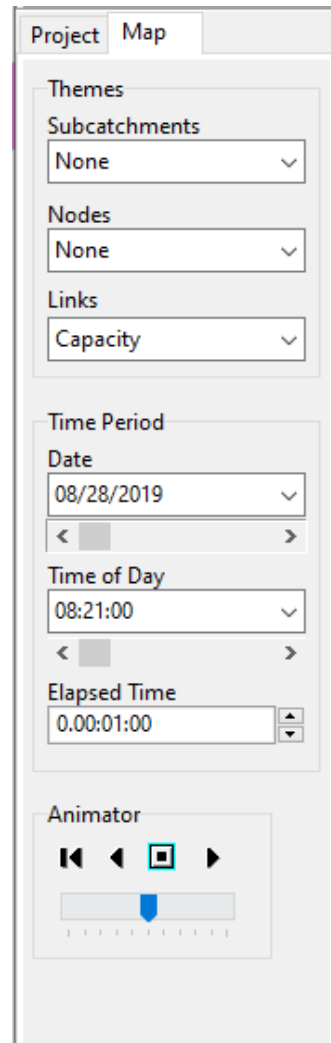 Project Map
Themes
Subcatchments
None
Nodes
None
Links
Capacity
Time Period
Date
08/28/2019
Time of Day
08:21:00
Elapsed Time
0.00:01:00
Animator